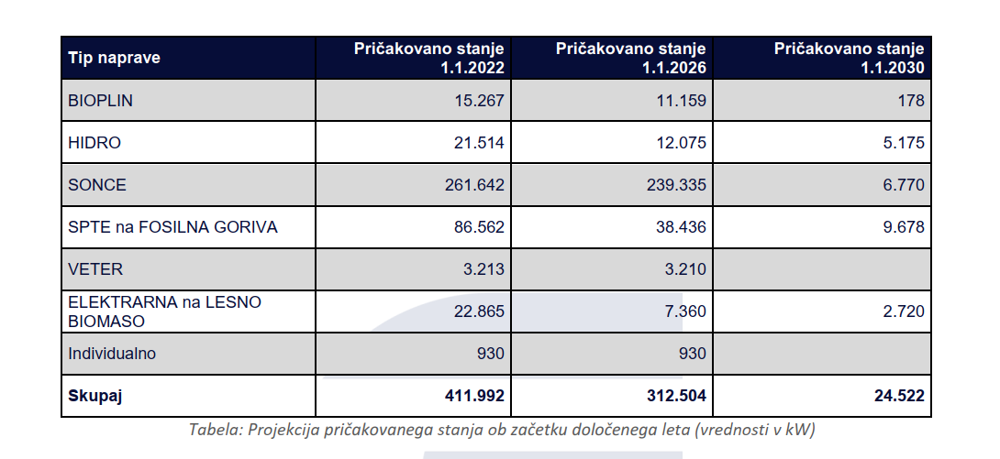 Tip naprave Pričakovano stanje 1.1.2022 Pričakovano stanje 1.1.2026 Pričakovano stanje 1.1.2030
BIOPLIN 15.267 11.159 178
HIDRO 21.514 12.075 5.175
SONCE 261.642 239.335 6.770
SPTE na FOSILNA GORIVA 86.562 38.436 9.678
VETER 3.213 3.210
ELEKTRARNA na LESNO BIOMASO 22.865 7.360 2.720
Individualno 930 930
Skupaj 411.992 312.504 24.522
Tabela: Projekcija pričakovanega stanja ob začetku določenega leta (vrednosti v kW)